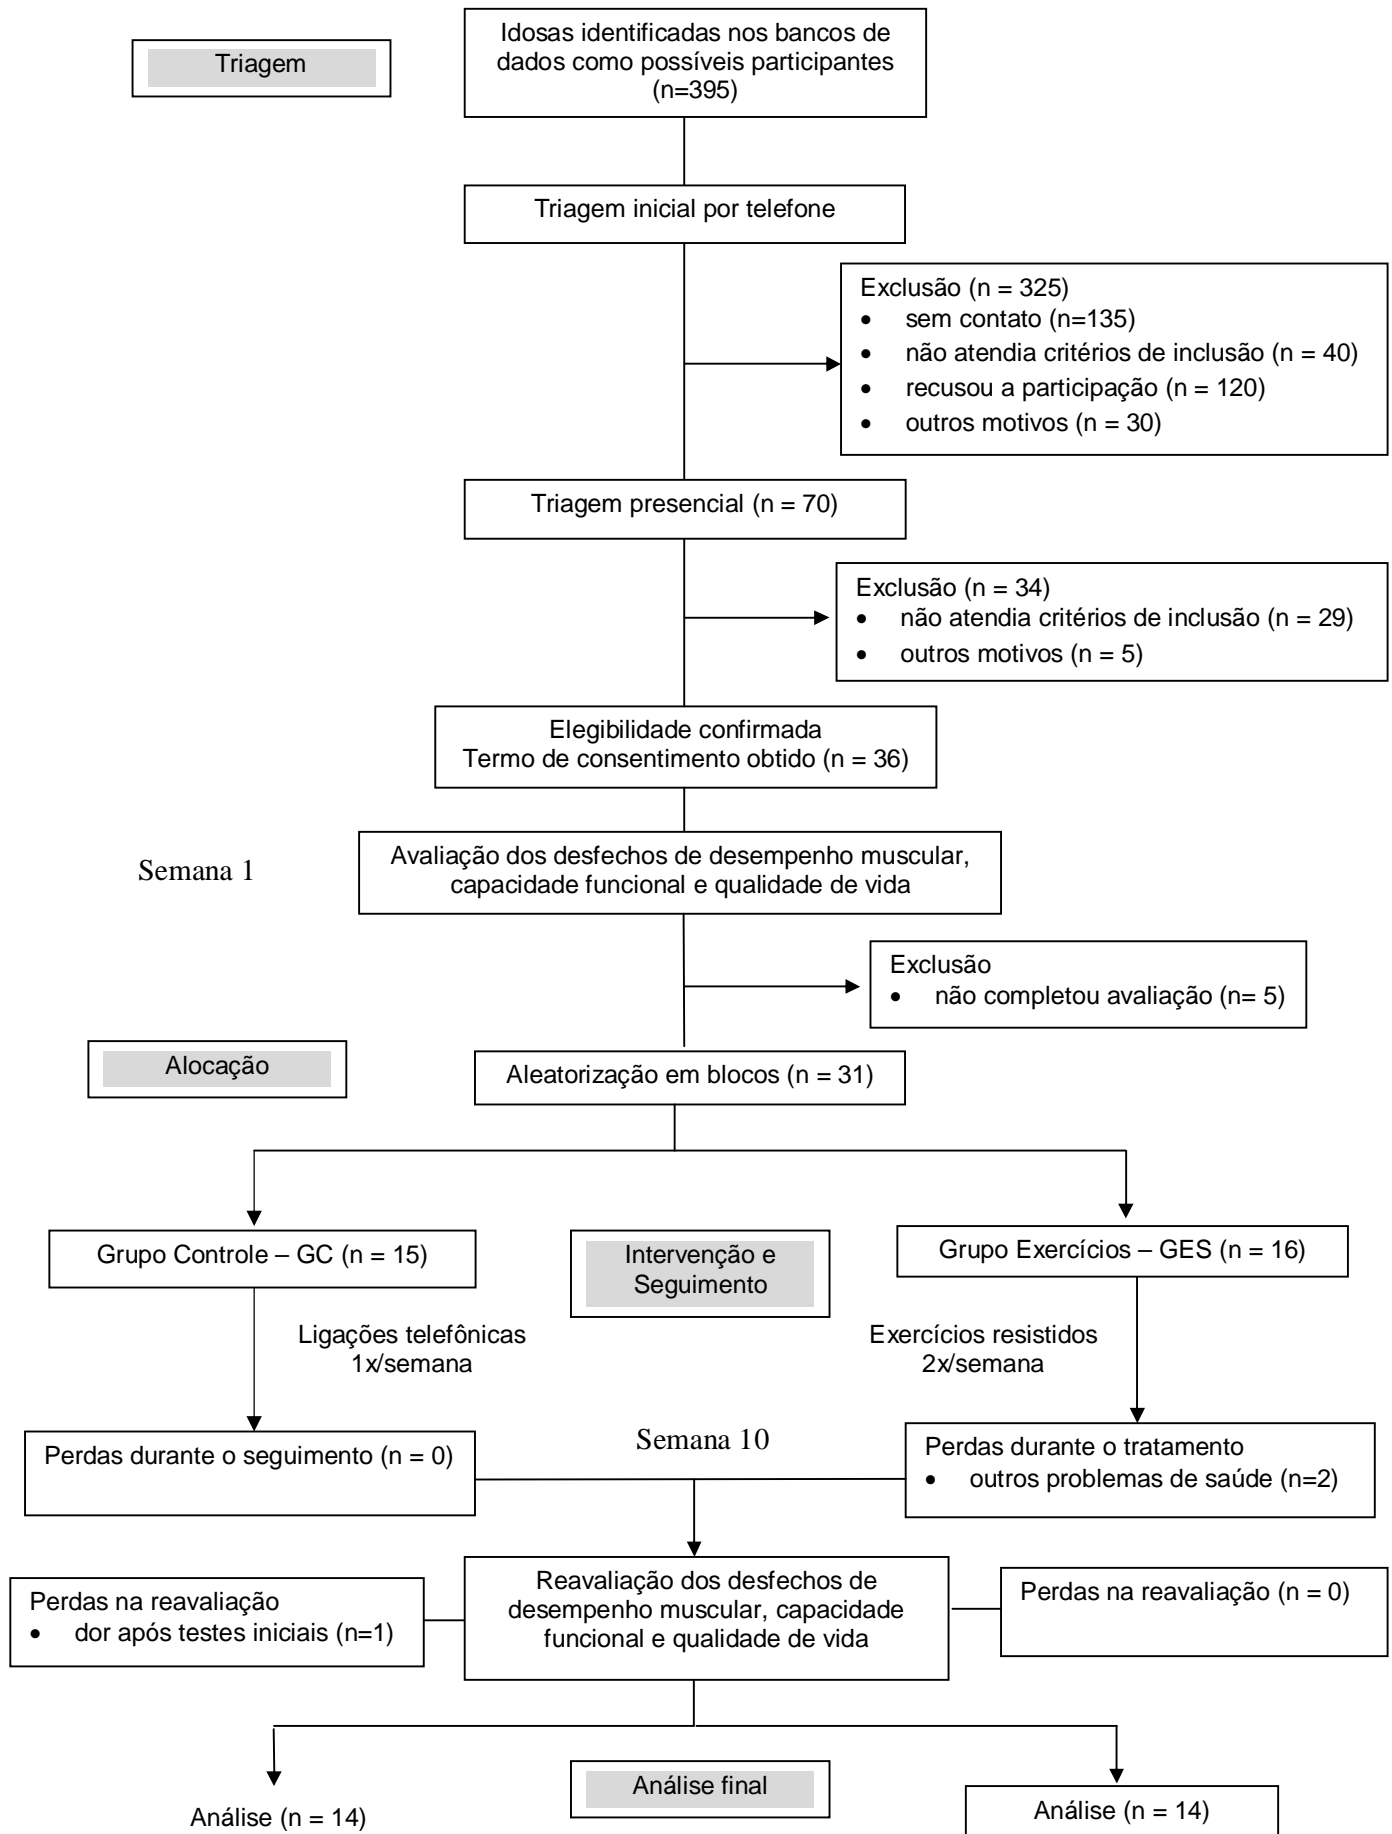 Idosas identificadas nos bancos de
dados como possíveis participantes
(n=395)
Triagem
Triagem inicial por telefone
Exclusão (n = 325)
• sem contato (n=135)
• não atendia critérios de inclusão (n = 40)
• recusou a participação (n = 120)
• outros motivos (n = 30)
Triagem presencial (n = 70)
Exclusão (n = 34)
• não atendia critérios de inclusão (n = 29)
• outros motivos (n = 5)
Elegibilidade confirmada
Termo de consentimento obtido (n = 36)
Semana 1
Avaliação dos desfechos de desempenho muscular,
capacidade funcional e qualidade de vida
Exclusão
• não completou avaliação (n= 5)
Alocação
Aleatorização em blocos (n = 31)
Grupo Controle – GC (n = 15)
Intervenção e
Seguimento
Grupo Exercícios – GES (n = 16)
Ligações telefônicas
1x/semana
Exercícios resistidos
2x/semana
Perdas durante o seguimento (n = 0)
Semana 10
Perdas durante o tratamento
• outros problemas de saúde (n=2)
Perdas na reavaliação
• dor após testes iniciais (n=1)
Reavaliação dos desfechos de
desempenho muscular, capacidade
funcional e qualidade de vida
Perdas na reavaliação (n = 0)
Análise (n = 14)
Análise final
Análise (n = 14)